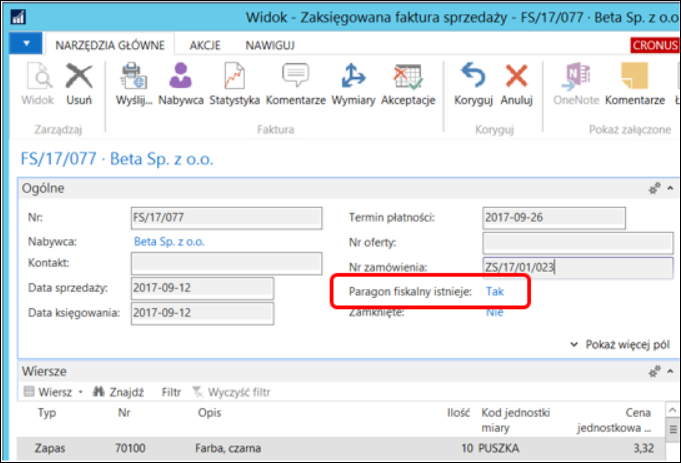 Widok - Zaksięgowana faktura sprzedaży - FS/17/077 · Beta Sp. z o.o.
NARZĘDZIA GŁÓWNE AKCJE NAWIGUJ CRONUS
Widok Usuń Wyślij... Nabywca Statystyka Komentarze Wymiary Akceptacje Koryguj Anuluj OneNote Komentarze
Zarządzaj Faktura Koryguj Pokaż załączone
FS/17/077 · Beta Sp. z o.o.
Ogólne
Nr: FS/17/077 Termin płatności: 2017-09-26
Nabywca: Beta Sp. z o.o. Nr oferty:
Kontakt: Nr zamówienia: ZS/17/01/023
Data sprzedaży: 2017-09-12 Paragon fiskalny istnieje: Tak
Data księgowania: 2017-09-12 Zamknięte: Nie
Pokaż więcej pól
Wiersze
Wiersz Znajdź Filtr Wyczyść filtr
Typ Nr Opis Ilość Kod jednostki miary Cena jednostkowa ...
Zapas 70100 Farba, czarna 10 PUSZKA 3,32